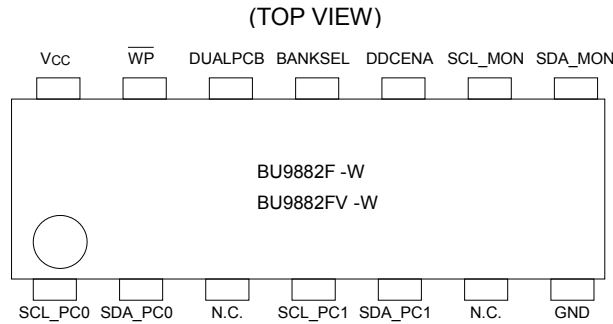 (TOP VIEW)
VCC WP DUALPCB BANKSEL DDCENA SCL_MON SDA_MON
BU9882F -W
BU9882FV -W
SCL_PC0 SDA_PC0 N.C. SCL_PC1 SDA_PC1 N.C. GND